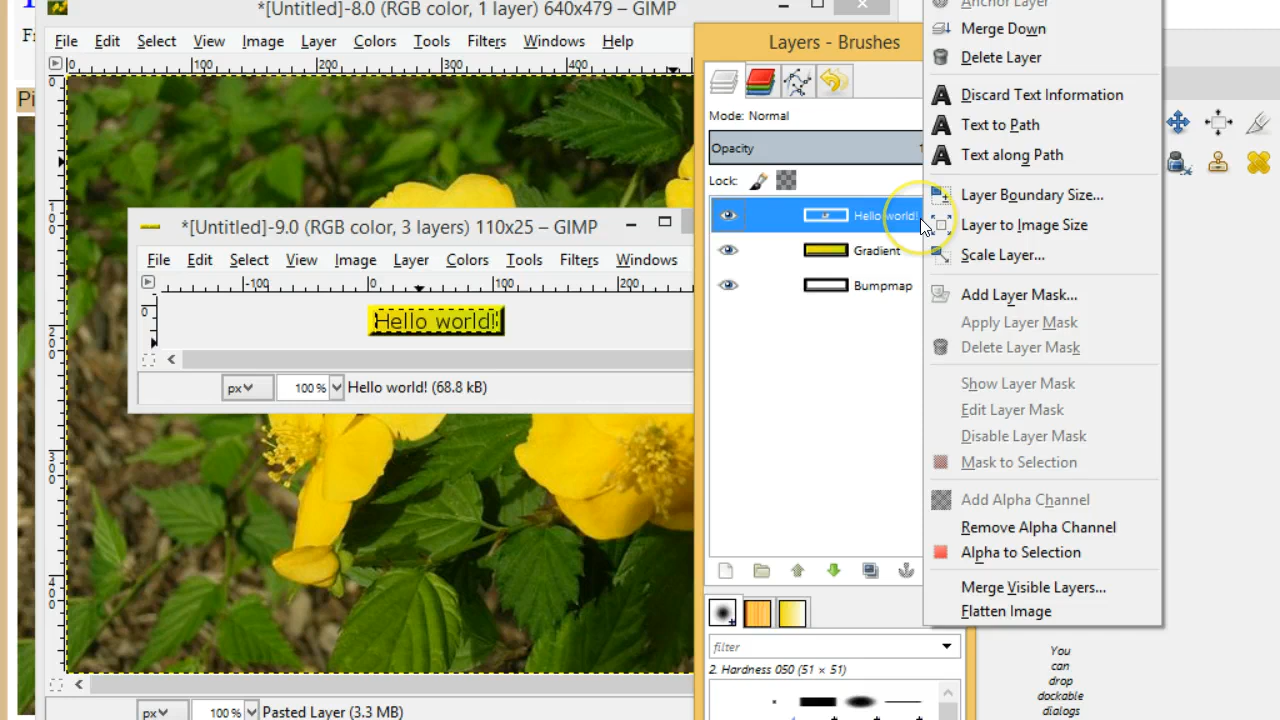 *[Untitled]-8.0 (RGB color, 1 layer) 640x479 – GIMP
File Edit Select View Image Layer Colors Tools Filters Windows Help
0 100 200 300 400
0 100 200 300 400
*[Untitled]-9.0 (RGB color, 3 layers) 110x25 – GIMP
File Edit Select View Image Layer Colors Tools Filters Windows
-100 0 100 200
0
Hello world!
px 100 % Hello world! (68.8 kB)
px 100 % Pasted Layer (3.3 MB)
Layers - Brushes
Mode: Normal
Opacity
Lock:
Hello world!
Gradient
Bumpmap
filter
2. Hardness 050 (51 × 51)
Anchor Layer
Merge Down
Delete Layer
Discard Text Information
Text to Path
Text along Path
Layer Boundary Size...
Layer to Image Size
Scale Layer...
Add Layer Mask...
Apply Layer Mask
Delete Layer Mask
Show Layer Mask
Edit Layer Mask
Disable Layer Mask
Mask to Selection
Add Alpha Channel
Remove Alpha Channel
Alpha to Selection
Merge Visible Layers...
Flatten Image
You
can
drop
dockable
dialogs